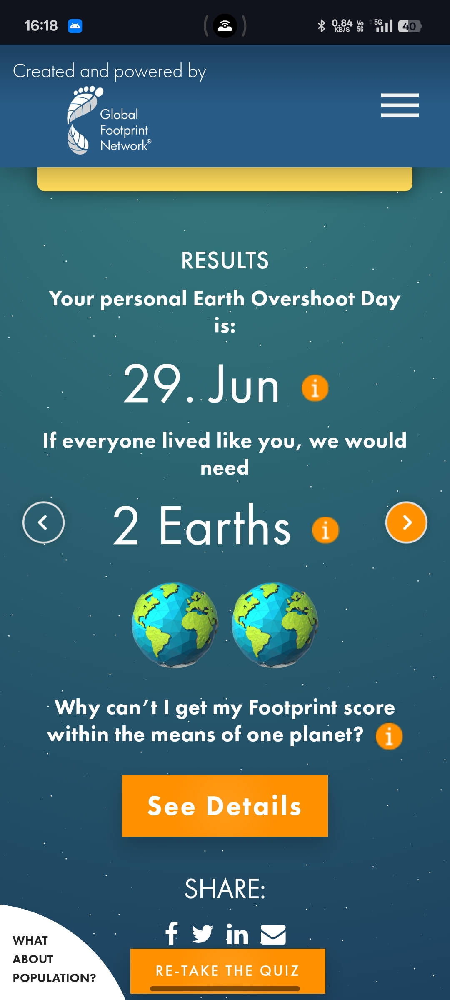 16:18
0.84
KB/S
Vo
5G
5G
40
Created and powered by
Global
Footprint
Network®
RESULTS
Your personal Earth Overshoot Day
is:
29. Jun
i
If everyone lived like you, we would
need
2 Earths
i
Why can't I get my Footprint score
within the means of one planet?
i
See Details
SHARE:
f
in
WHAT
ABOUT
POPULATION?
RE-TAKE THE QUIZ